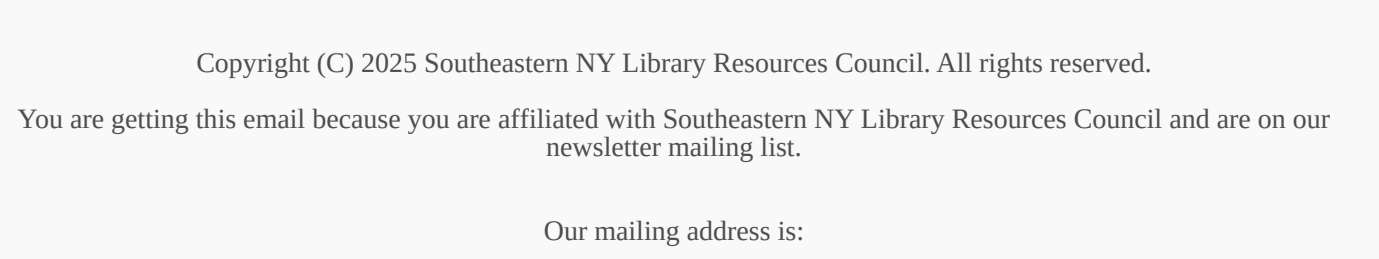 Copyright (C) 2025 Southeastern NY Library Resources Council. All rights reserved.
You are getting this email because you are affiliated with Southeastern NY Library Resources Council and are on our
newsletter mailing list.
Our mailing address is: